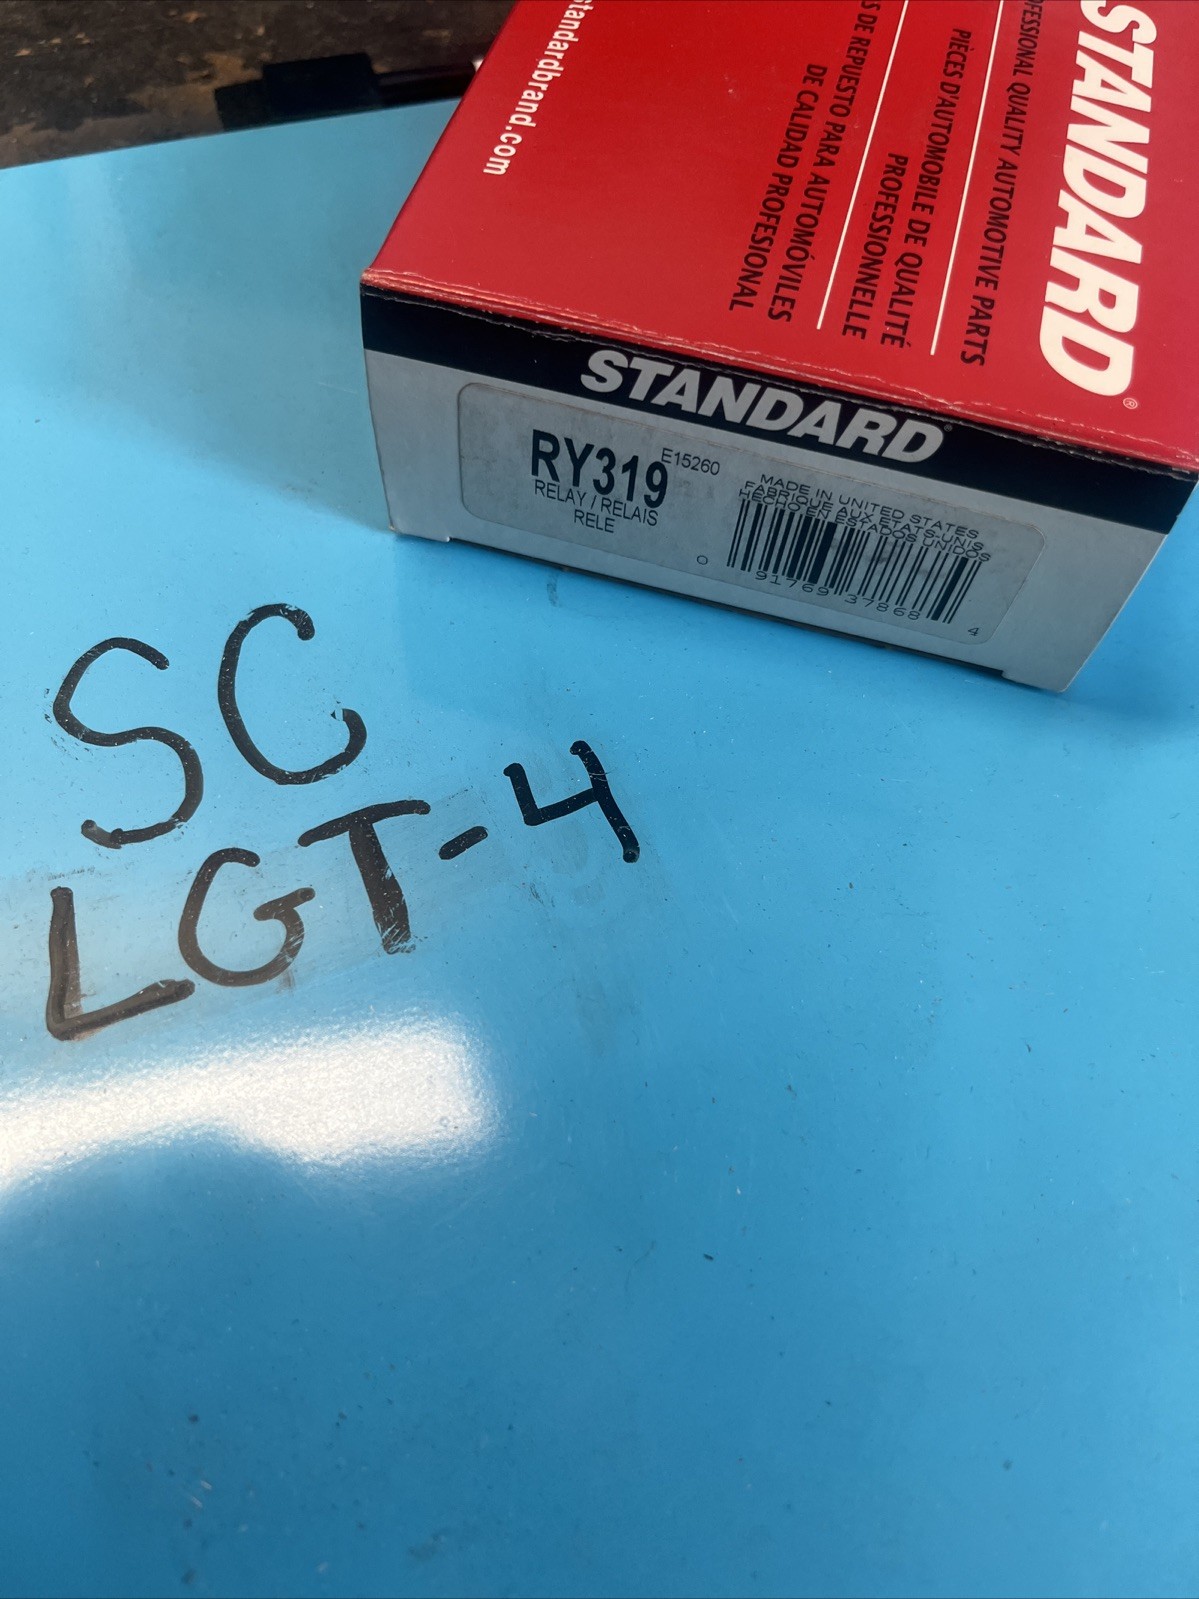 STANDARD®
OFESSIONAL QUALITY AUTOMOTIVE PARTS
PIÈCES D'AUTOMOBILE DE QUALITÉ
PROFESSIONNELLE
S DE REPUESTO PARA AUTOMÓVILES
DE CALIDAD PROFESIONAL
standardbrand.com
STANDARD
RY319 E15260
RELAY / RELAIS
RELE
MADE IN UNITED STATES
FABRIQUE AUX ETATS-UNIS
HECHO EN ESTADOS UNIDOS
0 91769 37868 4
SC
LGT-4